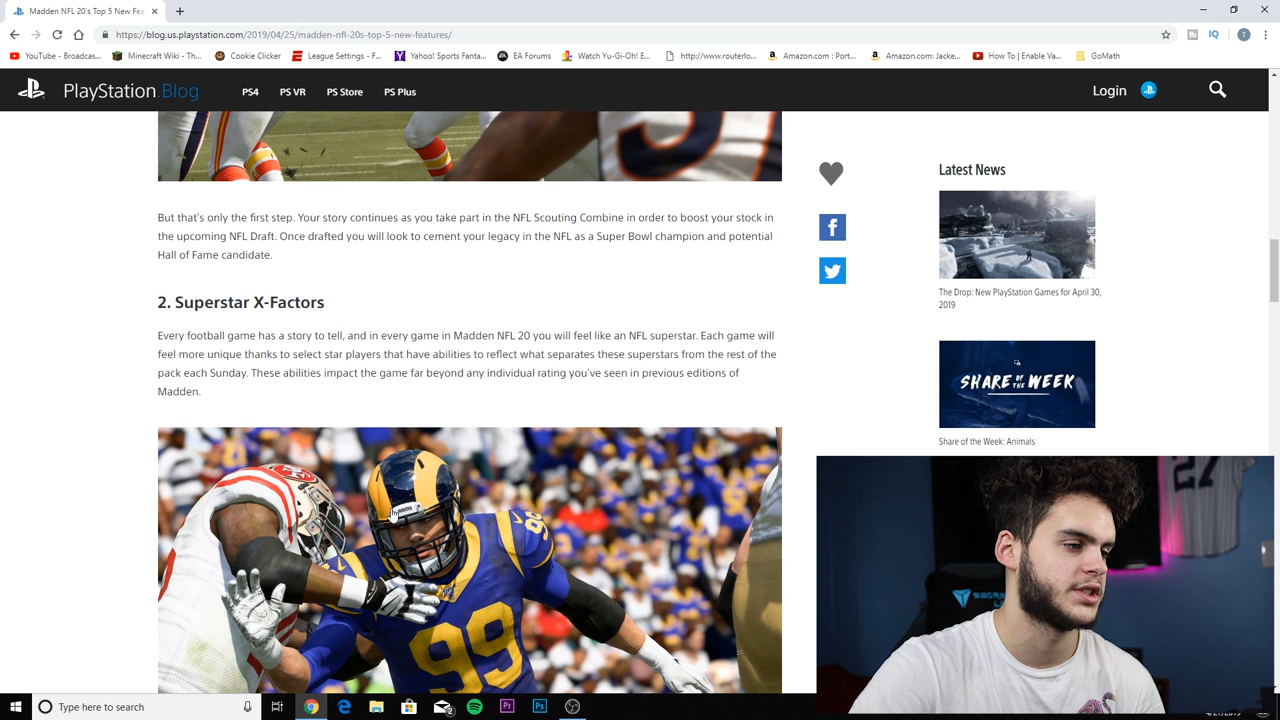 Madden NFL 20's Top 5 New Fea
https://blog.us.playstation.com/2019/04/25/madden-nfl-20s-top-5-new-features/
YouTube - Broadcas...
Minecraft Wiki - Th...
Cookie Clicker
League Settings - F...
Yahoo! Sports Fanta...
EA Forums
Watch Yu-Gi-Oh! E...
http://www.routerlo...
Amazon.com : Port...
Amazon.com: Jacke...
How To | Enable Va...
GoMath
PlayStation.Blog
PS4
PS VR
PS Store
PS Plus
Login
But that's only the first step. Your story continues as you take part in the NFL Scouting Combine in order to boost your stock in
the upcoming NFL Draft. Once drafted you will look to cement your legacy in the NFL as a Super Bowl champion and potential
Hall of Fame candidate.
2. Superstar X-Factors
Every football game has a story to tell, and in every game in Madden NFL 20 you will feel like an NFL superstar. Each game will
feel more unique thanks to select star players that have abilities to reflect what separates these superstars from the rest of the
pack each Sunday. These abilities impact the game far beyond any individual rating you've seen in previous editions of
Madden.
99
99
Latest News
The Drop: New PlayStation Games for April 30,
2019
SHARE OF THE WEEK
Share of the Week: Animals
27
Type here to search